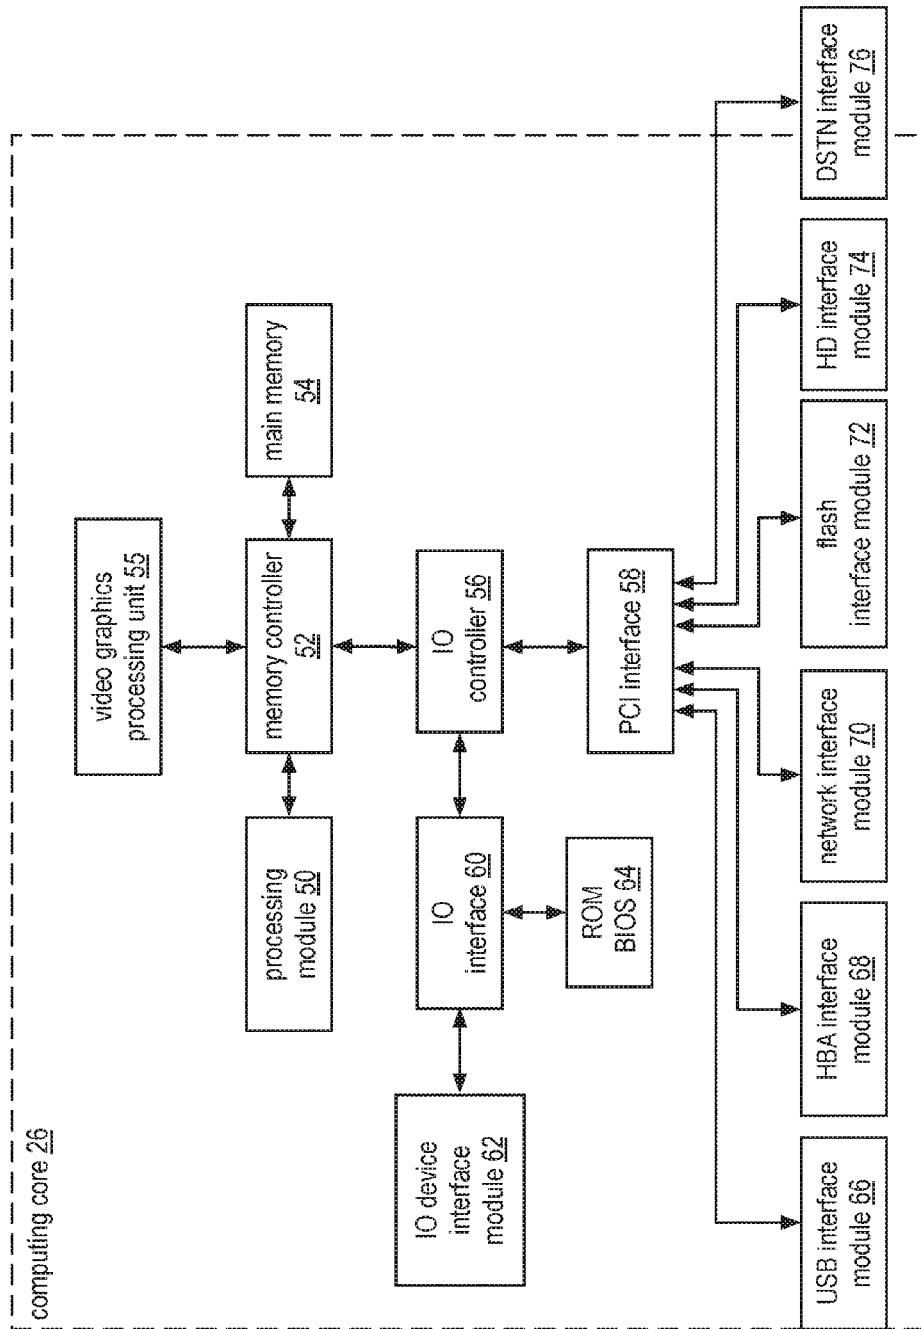 computing core 26
video graphics
processing unit 55
processing
module 50
memory controller
52
main memory
54
IO device
interface
module 62
IO
interface 60
IO
controller 56
ROM
BIOS 64
PCI interface 58
USB interface
module 66
HBA interface
module 68
network interface
module 70
flash
interface module 72
HD interface
module 74
DSTN interface
module 76